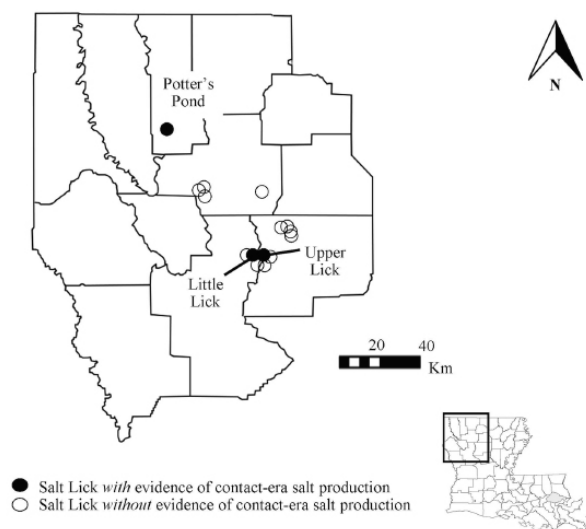 Potter's
Pond
N
Upper
Lick
Little
Lick
20 40
Km
Salt Lick with evidence of contact-era salt production
Salt Lick without evidence of contact-era salt production